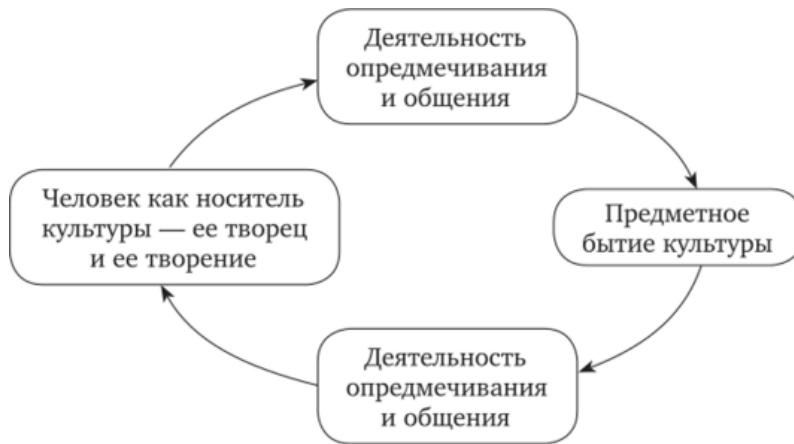 Деятельность
опредмечивания
и общения
Человек как носитель
культуры — ее творец
и ее творение
Предметное
бытие культуры
Деятельность
опредмечивания
и общения